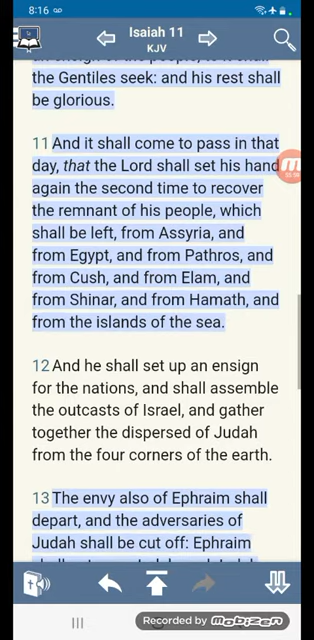 8:16
Isaiah 11
KJV
the Gentiles seek: and his rest shall
be glorious.
11 And it shall come to pass in that
day, that the Lord shall set his hand
again the second time to recover
the remnant of his people, which
shall be left, from Assyria, and
from Egypt, and from Pathros, and
from Cush, and from Elam, and
from Shinar, and from Hamath, and
from the islands of the sea.
12 And he shall set up an ensign
for the nations, and shall assemble
the outcasts of Israel, and gather
together the dispersed of Judah
from the four corners of the earth.
13 The envy also of Ephraim shall
depart, and the adversaries of
Judah shall be cut off: Ephraim
Recorded by Mobizen